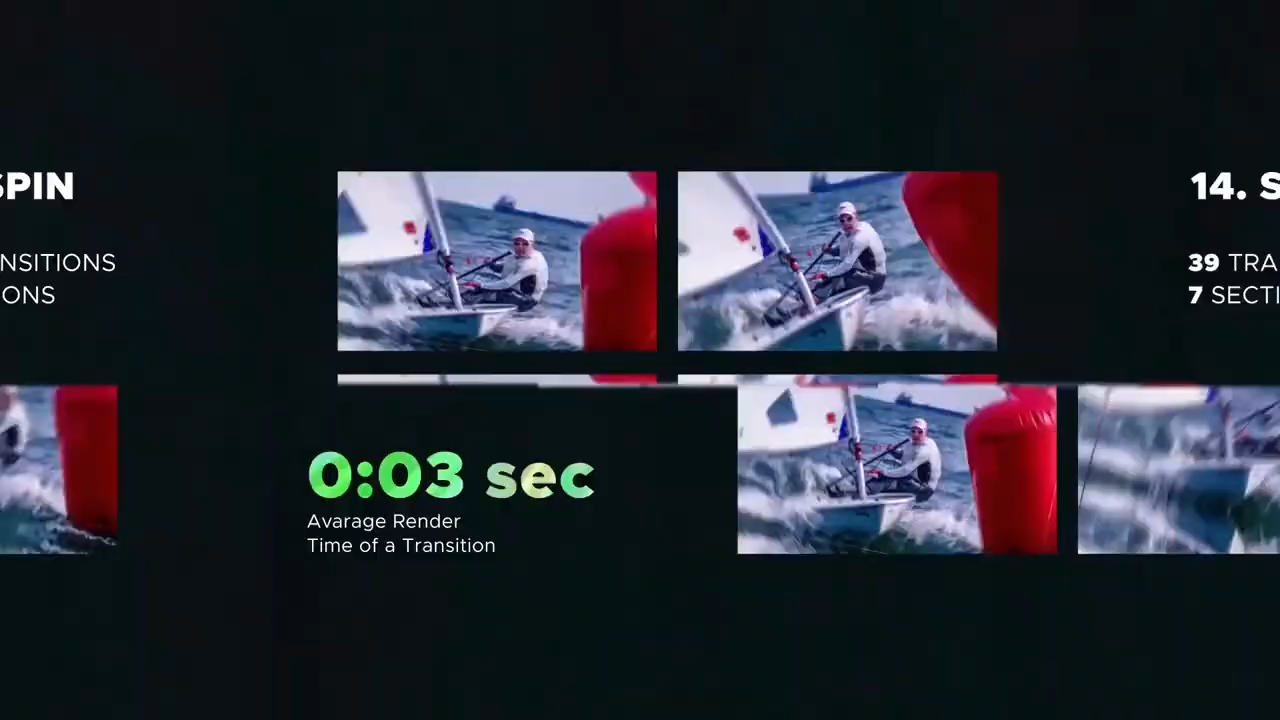 SPIN
NSITIONS
ONS
0:03 sec
Avarage Render
Time of a Transition
14. S
39 TRA
7 SECTI